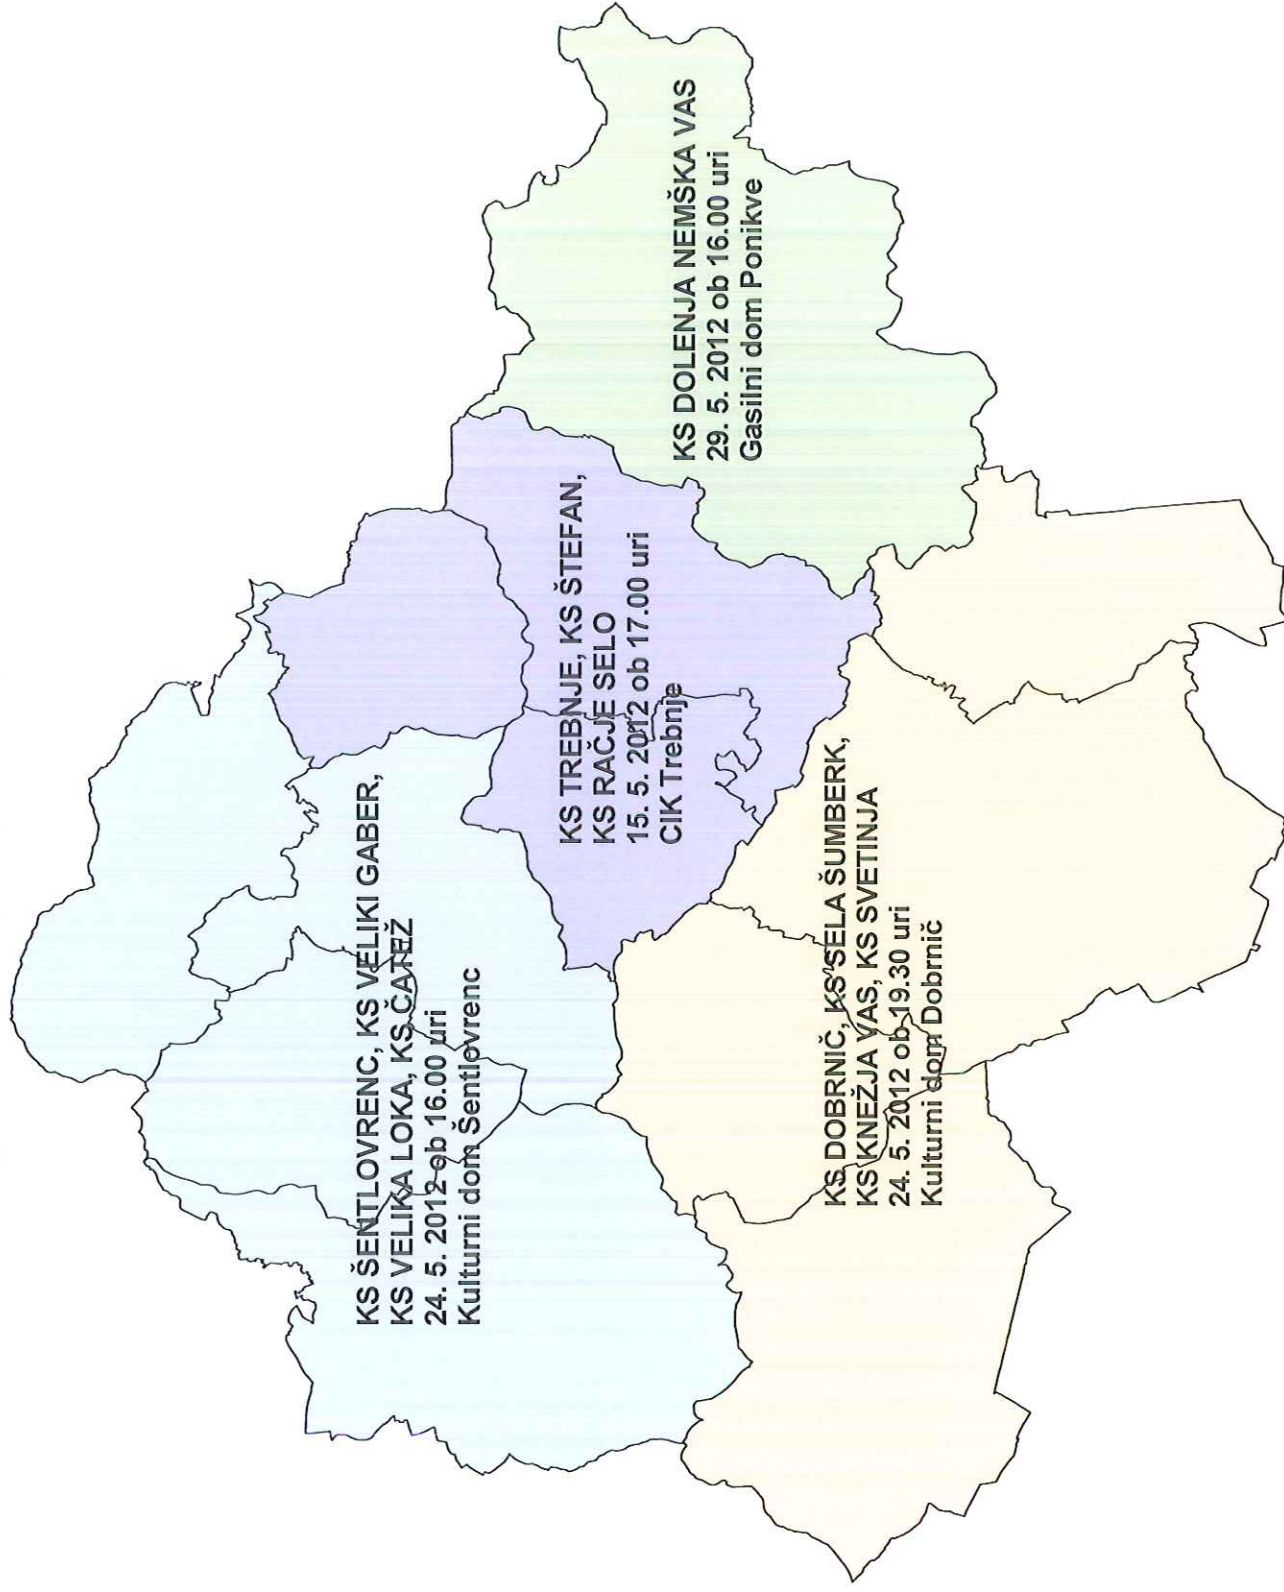 KS ŠENTLOVRENC, KS VELIKI GABER,
KS VELIKA LOKA, KS ČATEŽ
24. 5. 2012 ob 16.00 uri
Kulturni dom Šentlovrenc
KS TREBNJE, KS ŠTEFAN,
KS RAČJE SELO
15. 5. 2012 ob 17.00 uri
CIK Trebnje
KS DOLENJA NEMŠKA VAS
29. 5. 2012 ob 16.00 uri
Gasilni dom Ponikve
KS DOBRNIČ, KS SELA ŠUMBERK,
KS KNEŽJA VAS, KS SVETINJA
24. 5. 2012 ob 19.30 uri
Kulturni dom Dobrnič